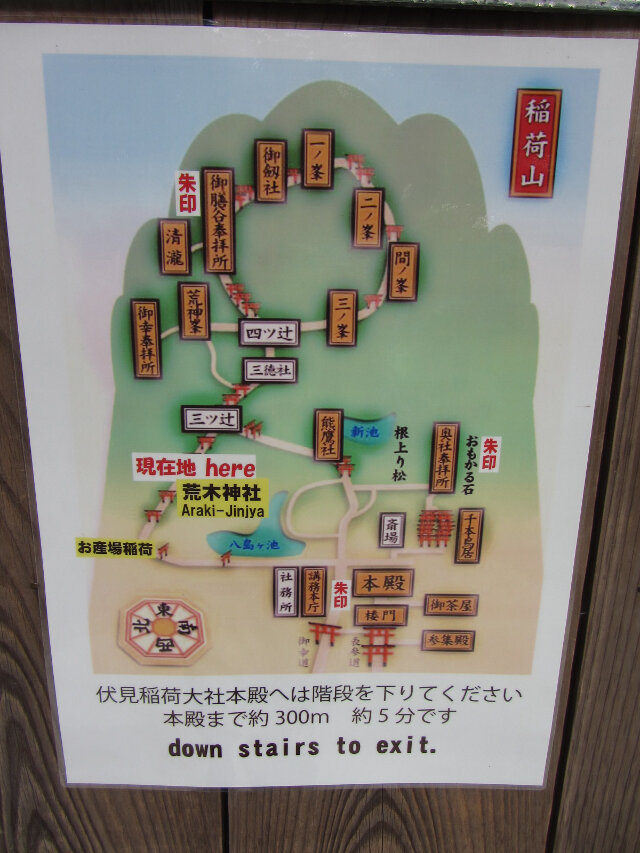 稲荷山
一ノ峯
御劔社
朱印
御膳谷奉拝所
二ノ峯
清瀧
間ノ峯
荒神峯
三ノ峯
御幸奉拝所
四ツ辻
三徳社
三ツ辻
熊鷹社
新池
根上り松
奥社奉拝所
おもかる石
朱印
現在地 here
荒木神社
Araki-Jinjya
斎場
千本鳥居
お産場稲荷
八島ヶ池
社務所
講務本庁
朱印
本殿
楼門
御茶屋
参集殿
御幸道
表参道
東
南
西
北
伏見稲荷大社本殿へは階段を下りてください
本殿まで約300m 約5分です
down stairs to exit.